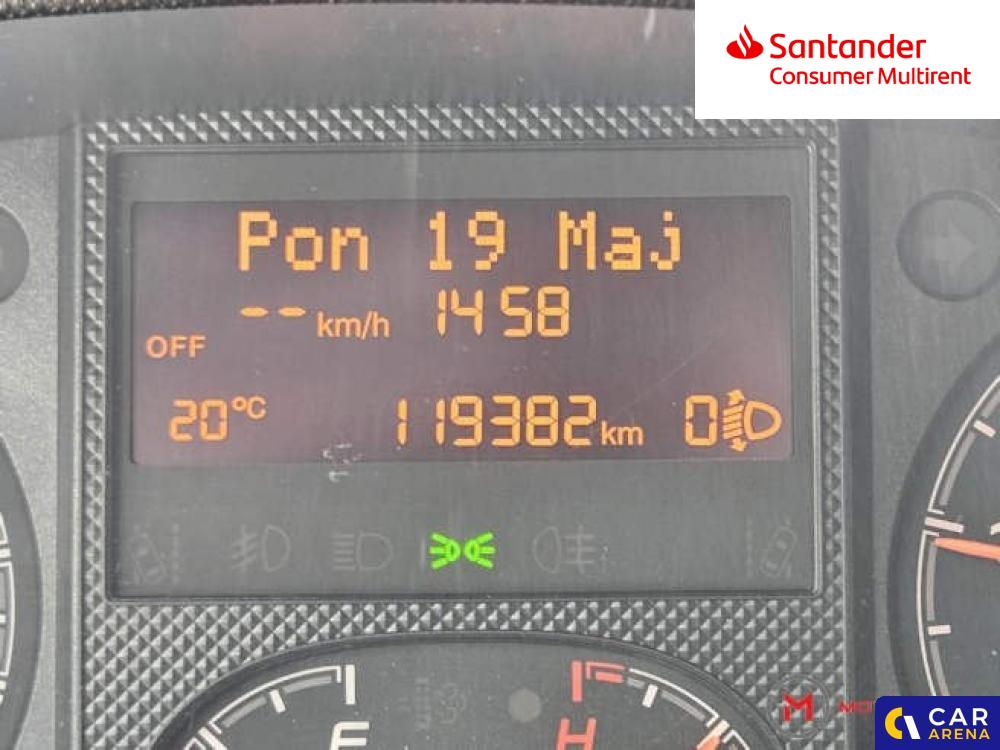 Santander
Consumer Multirent
Pon 19 Maj
-- km/h 14 58
OFF
20°C 119382 km 0
F H
CAR
ARENA